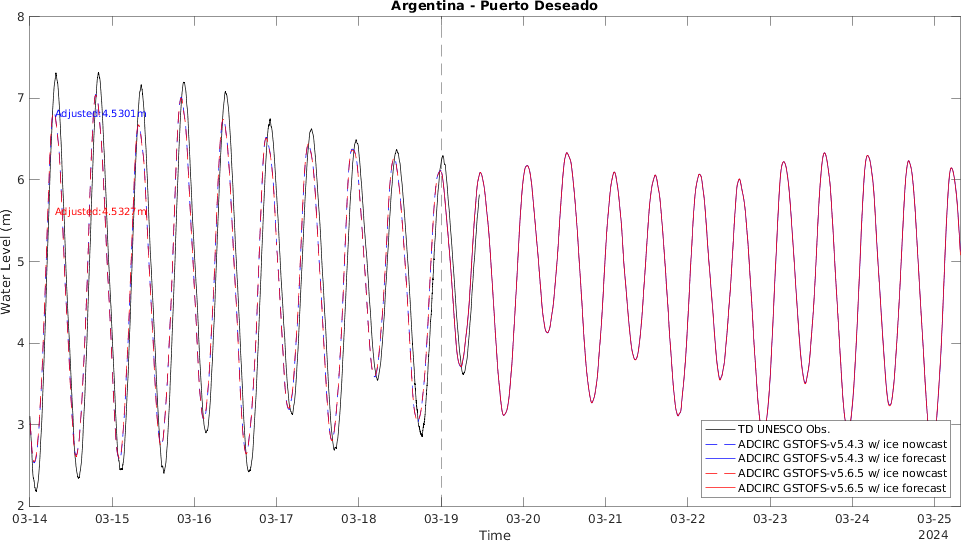 Argentina - Puerto Deseado
8
7
6
5
4
3
2
Water Level (m)
Adjusted:4.5301m
Adjusted:4.5327m
TD UNESCO Obs.
ADCIRC GSTOFS-v5.4.3 w/ ice nowcast
ADCIRC GSTOFS-v5.4.3 w/ ice forecast
ADCIRC GSTOFS-v5.6.5 w/ ice nowcast
ADCIRC GSTOFS-v5.6.5 w/ ice forecast
03-14 03-15 03-16 03-17 03-18 03-19 03-20 03-21 03-22 03-23 03-24 03-25
Time
2024